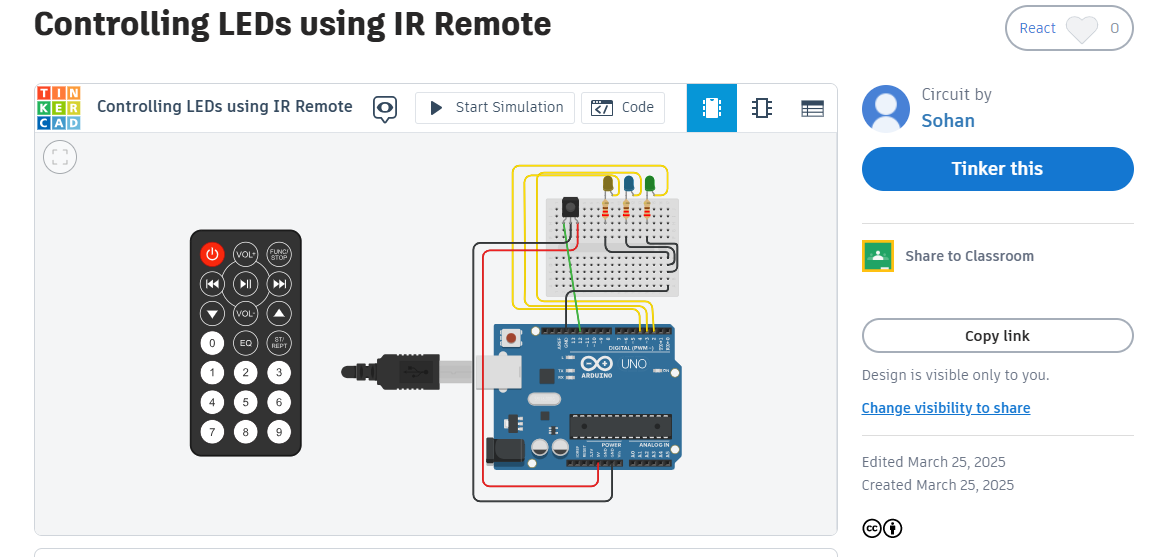 Controlling LEDs using IR Remote
React 0
TIN
KER
CAD
Controlling LEDs using IR Remote
Start Simulation
Code
Circuit by
Sohan
Tinker this
Share to Classroom
Copy link
Design is visible only to you.
Change visibility to share
Edited March 25, 2025
Created March 25, 2025
cc
VOL+
FUNC/
STOP
VOL-
0
EQ
ST/
REPT
1 2 3
4 5 6
7 8 9
DIGITAL (PWM~)
UNO
ARDUINO
POWER
ANALOG IN